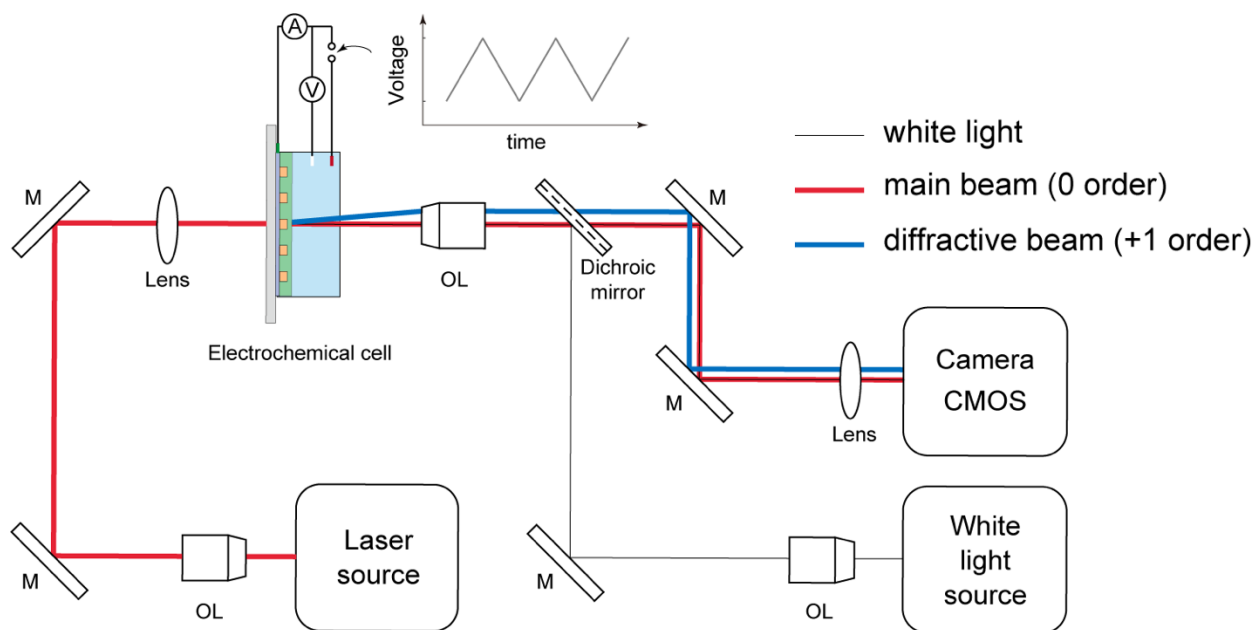 A
V
Voltage
time
white light
main beam (0 order)
diffractive beam (+1 order)
M
Lens
Electrochemical cell
OL
Dichroic
mirror
M
M
Lens
Camera
CMOS
M
OL
Laser
source
M
OL
White
light
source